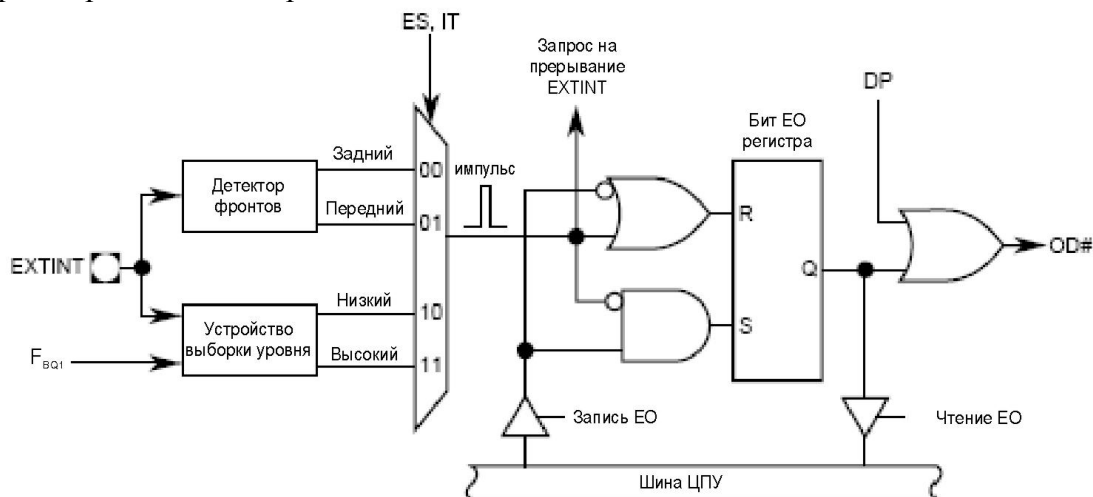 ES, IT
Запрос на
прерывание
EXTINT
DP
Бит EO
регистра
Задний
00
импульс
Детектор
фронтов
Передний
01
R
EXTINT
OD#
Q
Низкий
10
Устройство
выборки уровня
S
F BQ1
Высокий
11
Запись EO
Чтение EO
Шина ЦПУ